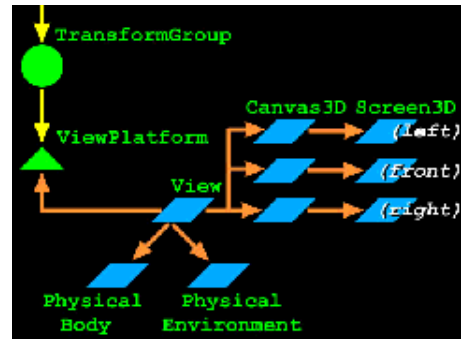 TransformGroup
Canvas3D Screen3D
(left)
ViewPlatform
(front)
View
(right)
Physical Body
Physical Environment